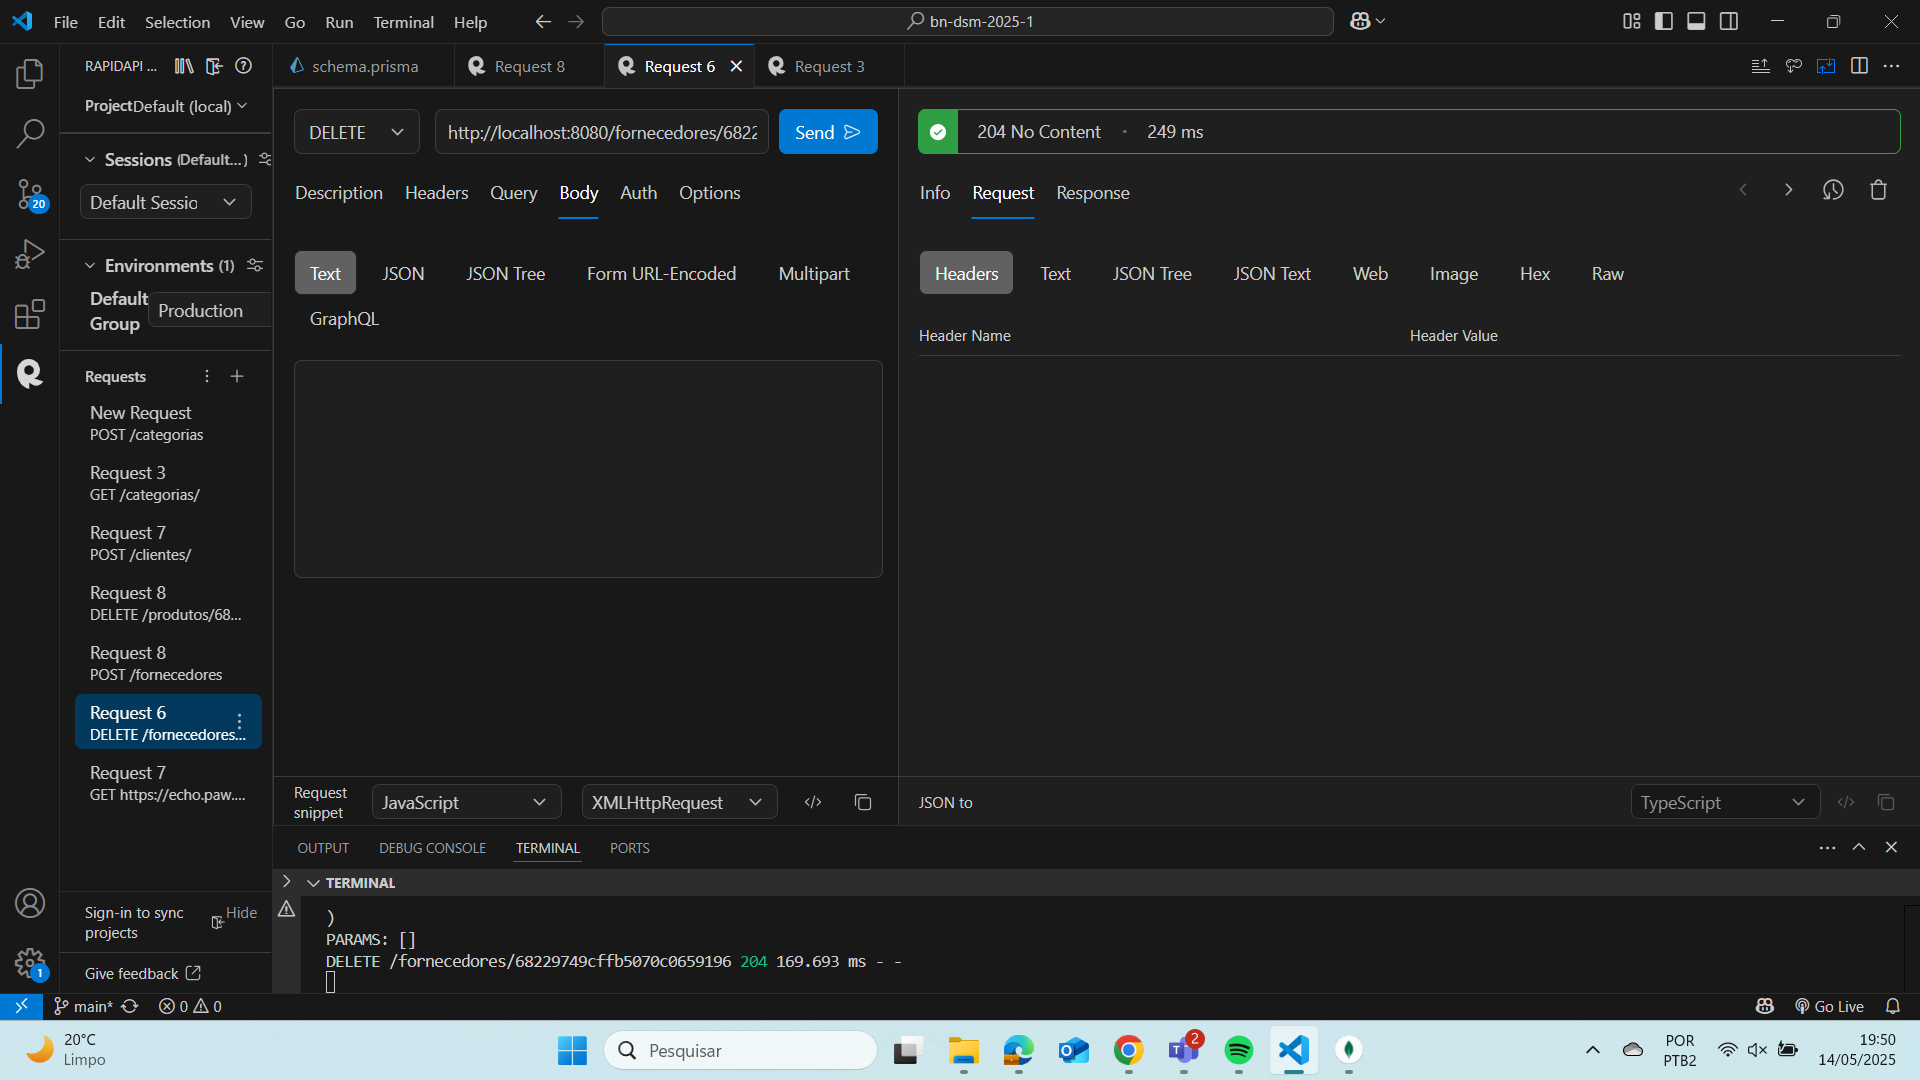 File Edit Selection View Go Run Terminal Help
bn-dsm-2025-1
RAPIDAPI ...
schema.prisma
Request 8
Request 6
Request 3
Project Default (local)
Sessions (Default...)
Default Sessio
Environments (1)
Default Group
Production
Requests
New Request
POST /categorias
Request 3
GET /categorias/
Request 7
POST /clientes/
Request 8
DELETE /produtos/68...
Request 8
POST /fornecedores
Request 6
DELETE /fornecedores...
Request 7
GET https://echo.paw....
Sign-in to sync projects
Hide
Give feedback
DELETE
http://localhost:8080/fornecedores/6822
Send
Description Headers Query Body Auth Options
Text JSON JSON Tree Form URL-Encoded Multipart
GraphQL
204 No Content · 249 ms
Info Request Response
Headers Text JSON Tree JSON Text Web Image Hex Raw
Header Name Header Value
Request snippet
JavaScript
XMLHttpRequest
JSON to
TypeScript
OUTPUT DEBUG CONSOLE TERMINAL PORTS
TERMINAL
)
PARAMS: []
DELETE /fornecedores/68229749cffb5070c0659196 204 169.693 ms - -
20
1
main* 0 0
Go Live
20°C
Limpo
Pesquisar
2
POR
PTB2
19:50
14/05/2025